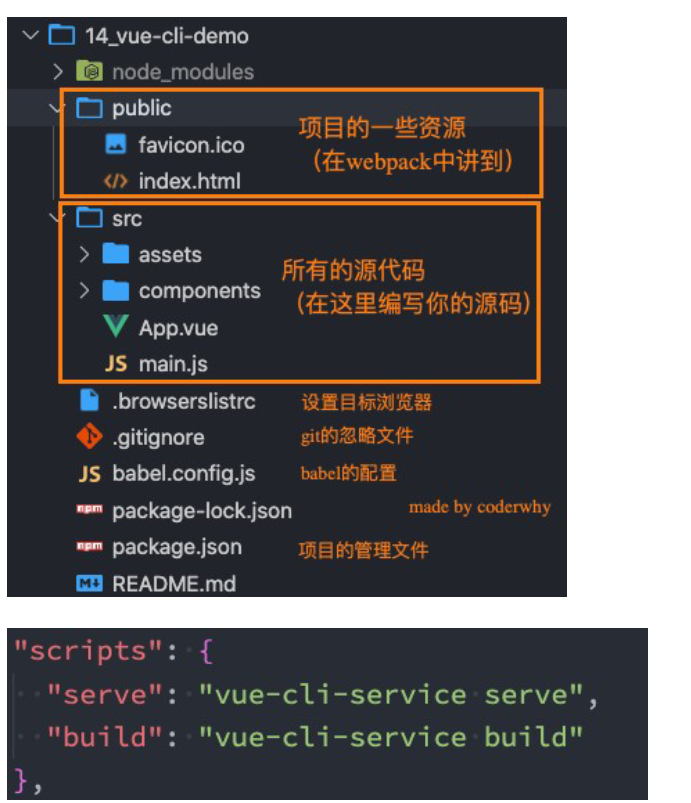 14_vue-cli-demo
node_modules
public
项目的一些资源
favicon.ico
（在webpack中讲到）
index.html
src
assets
所有的源代码
components
（在这里编写你的源码）
App.vue
JS main.js
.browserslistrc 设置目标浏览器
.gitignore git的忽略文件
JS babel.config.js babel的配置
npm package-lock.json made by coderwhy
npm package.json 项目的管理文件
M↓ README.md
"scripts": {
"serve": "vue-cli-service serve",
"build": "vue-cli-service build"
},